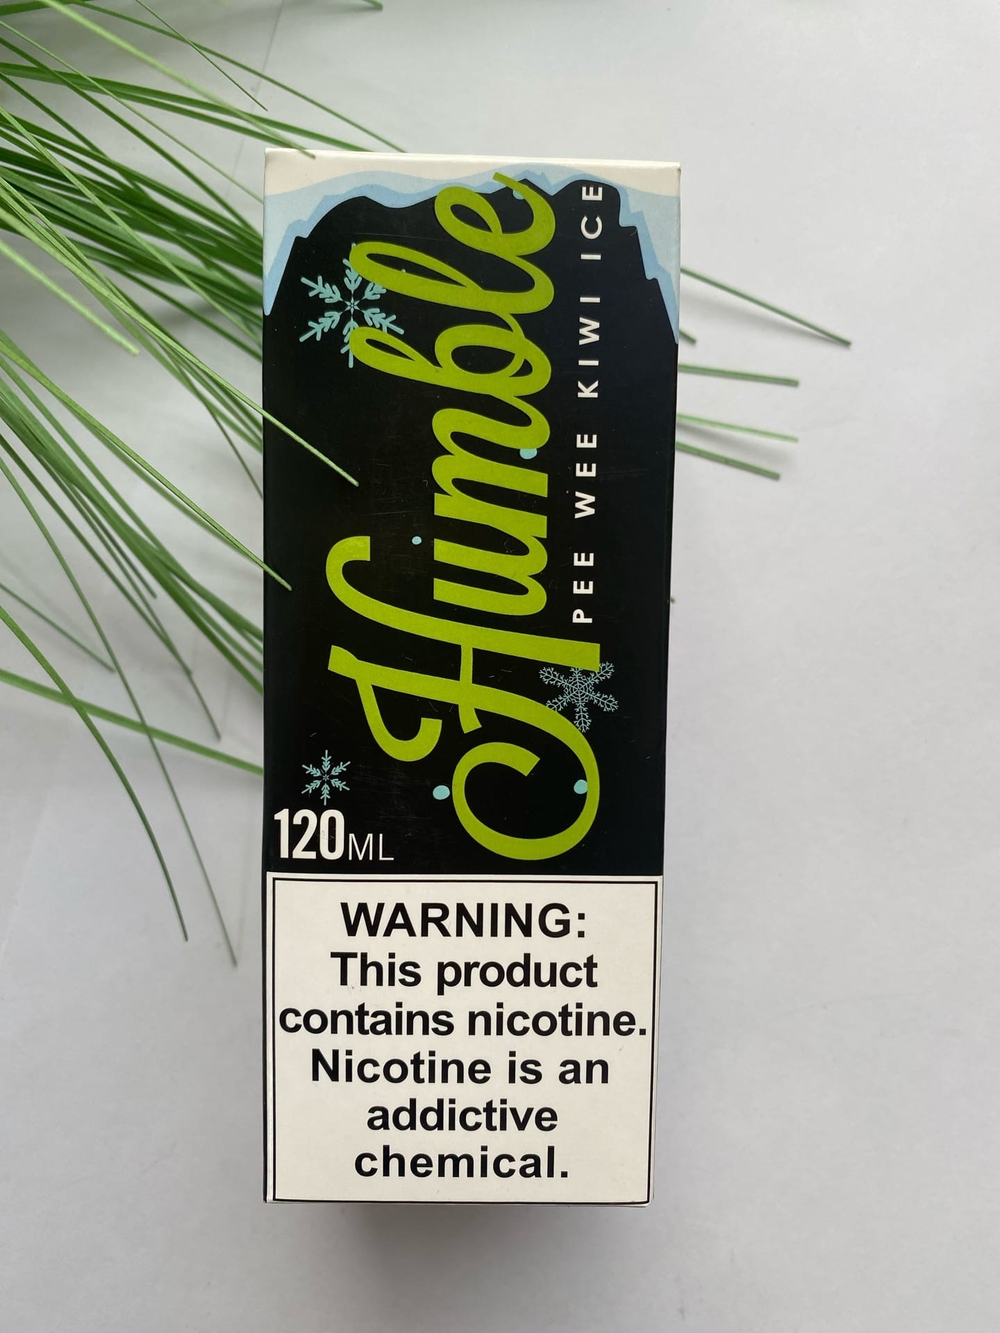 Humble
PEE WEE KIWI ICE
120ML
WARNING:
This product
contains nicotine.
Nicotine is an
addictive
chemical.